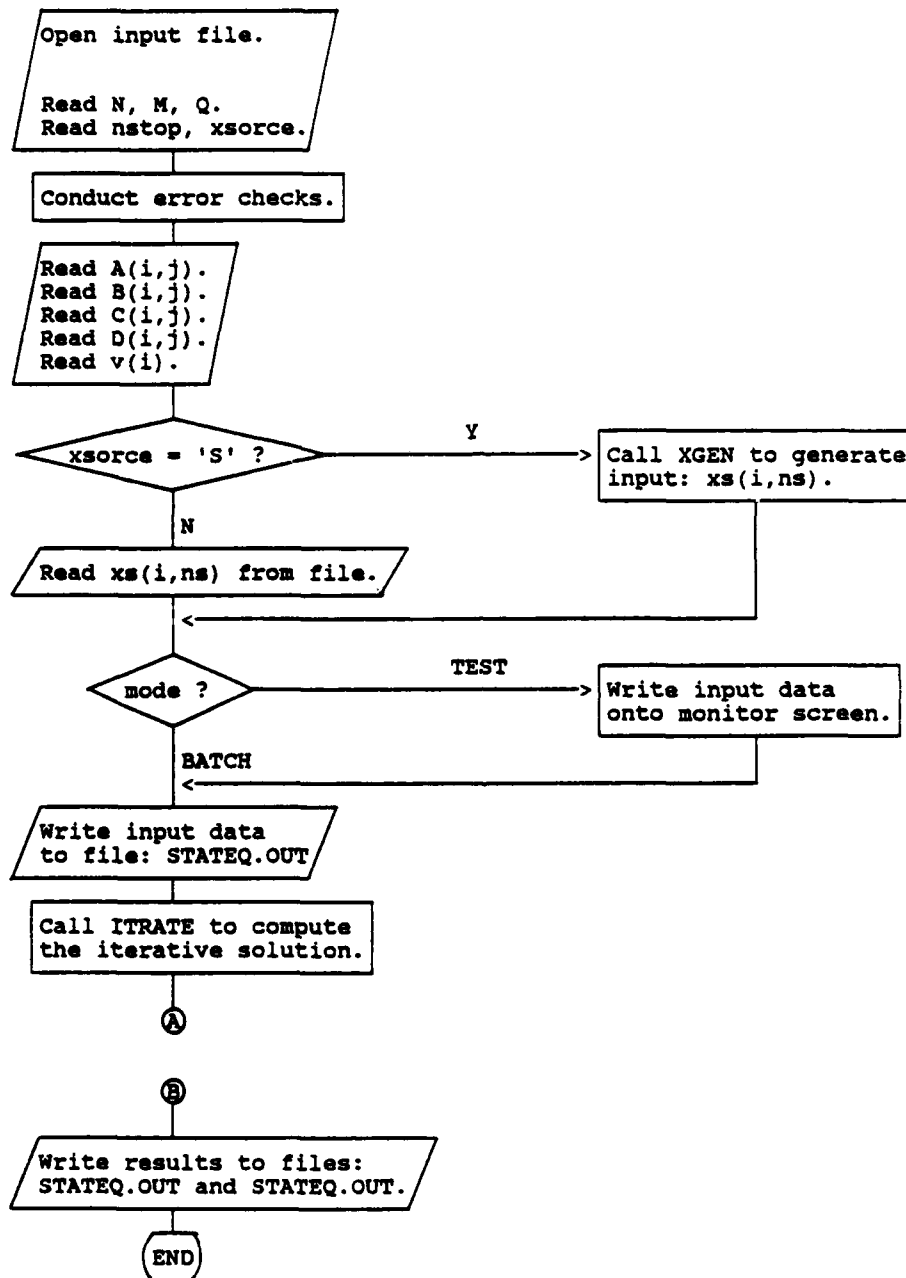 Open input file.
Read N, M, Q.
Read nstop, xsorce.
Conduct error checks.
Read A(i,j).
Read B(i,j).
Read C(i,j).
Read D(i,j).
Read v(i).
xsorce = 'S' ?
Y
Call XGEN to generate
input: xs(i,ns).
N
Read xs(i,ns) from file.
mode ?
TEST
Write input data
onto monitor screen.
BATCH
Write input data
to file: STATEQ.OUT
Call ITRATE to compute
the iterative solution.
A
B
Write results to files:
STATEQ.OUT and STATEQ.OUT.
END